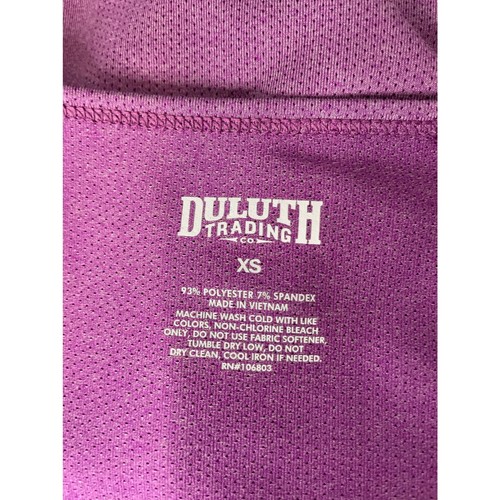 DULUTH
TRADING
CO
XS
93% POLYESTER 7% SPANDEX
MADE IN VIETNAM
MACHINE WASH COLD WITH LIKE
COLORS, NON-CHLORINE BLEACH
ONLY, DO NOT USE FABRIC SOFTENER,
TUMBLE DRY LOW, DO NOT
DRY CLEAN, COOL IRON IF NEEDED.
RN#106803